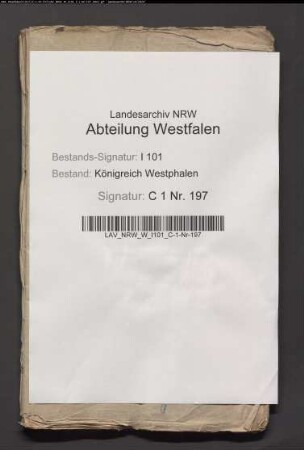 Landesarchiv NRW
Abteilung Westfalen
Bestands-Signatur: I 101
Bestand: Königreich Westphalen
Signatur: C 1 Nr. 197
LAV_NRW_W_I101_C-1-Nr-197